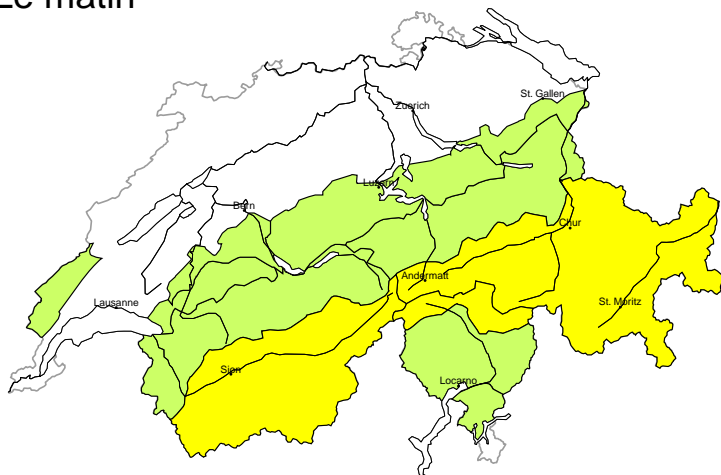 Le matin
St. Gallen
Zuerich
Luzern
Bern
Chur
Andermatt
Lausanne
St. Moritz
Sion
Locarno